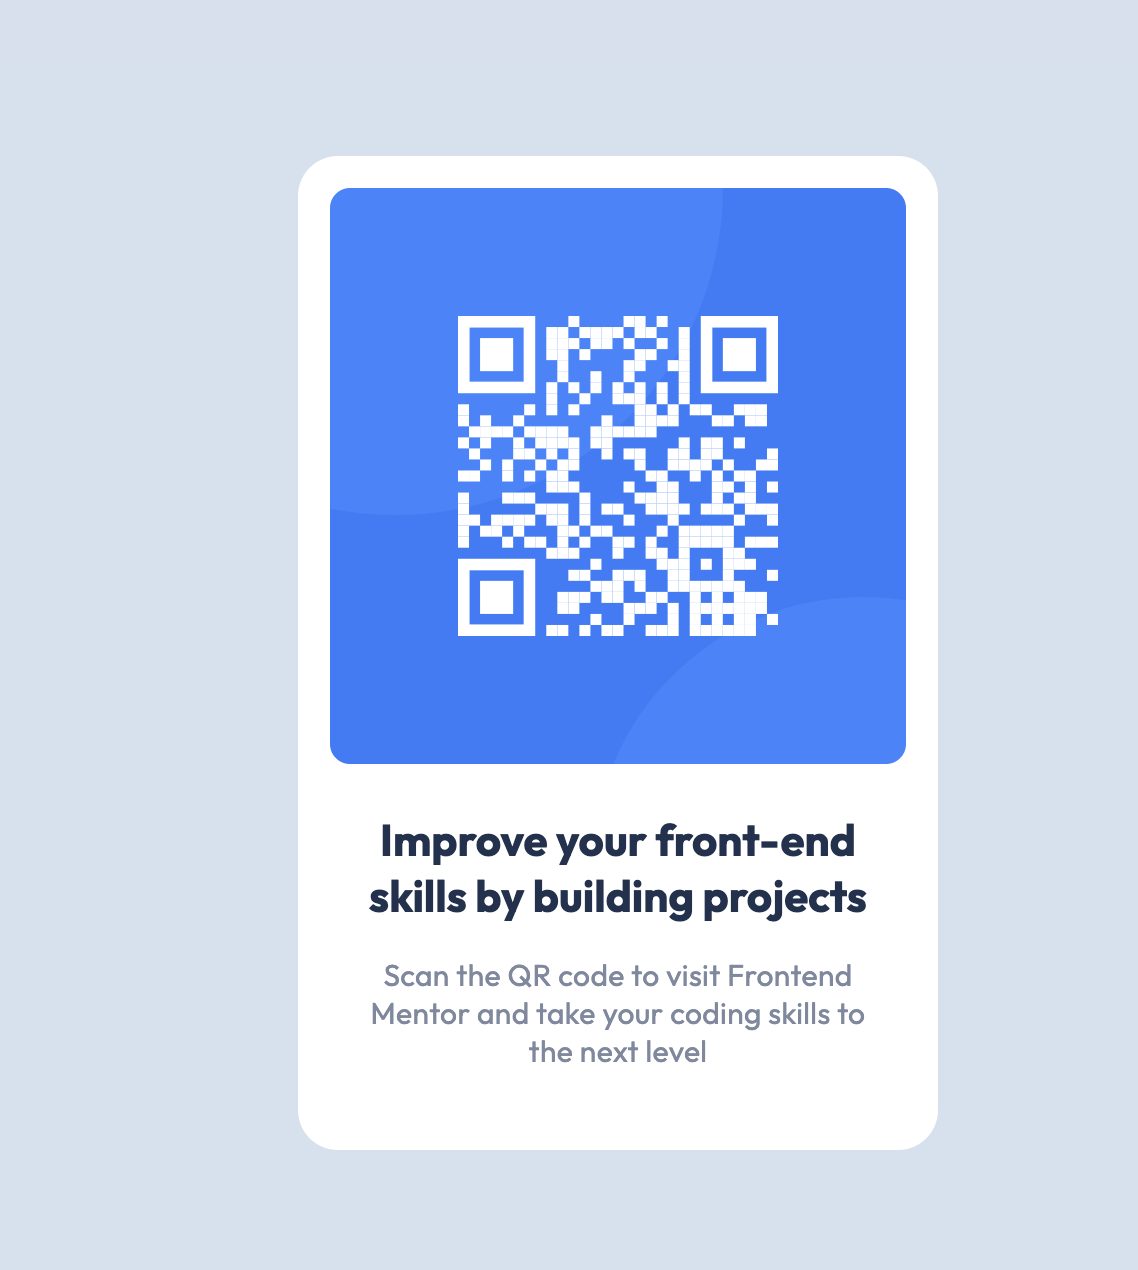 Improve your front-end
skills by building projects
Scan the QR code to visit Frontend
Mentor and take your coding skills to
the next level